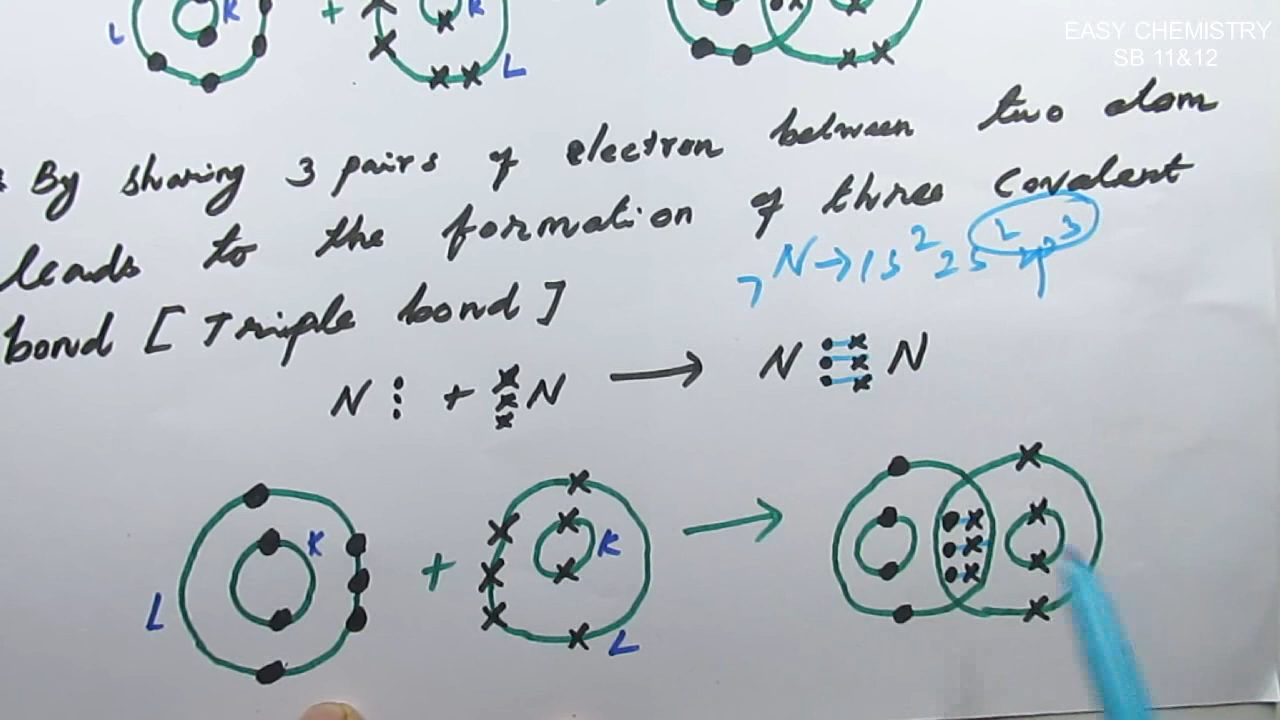 EASY CHEMISTRY
SB 11&12
L K + K L
By sharing 3 pairs of electron between two atom
leads to the formation of three covalent
bond [ Triple bond ]
7N → 1s² 2s² 2p³
N + N → N N
K + K →
L L